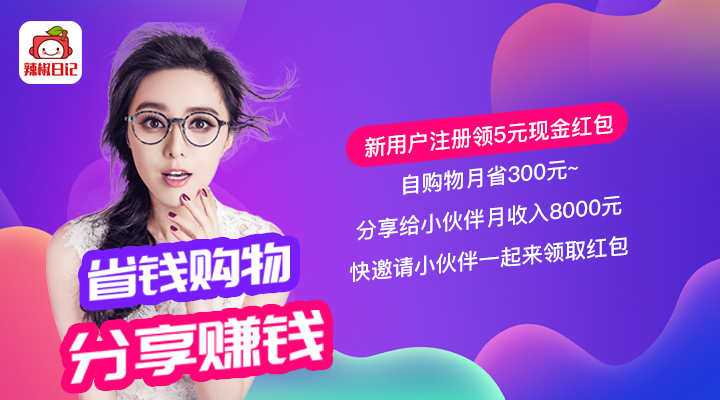 辣椒日记
新用户注册领5元现金红包
自购物月省300元~
分享给小伙伴月收入8000元
快邀请小伙伴一起来领取红包
省钱购物
分享赚钱